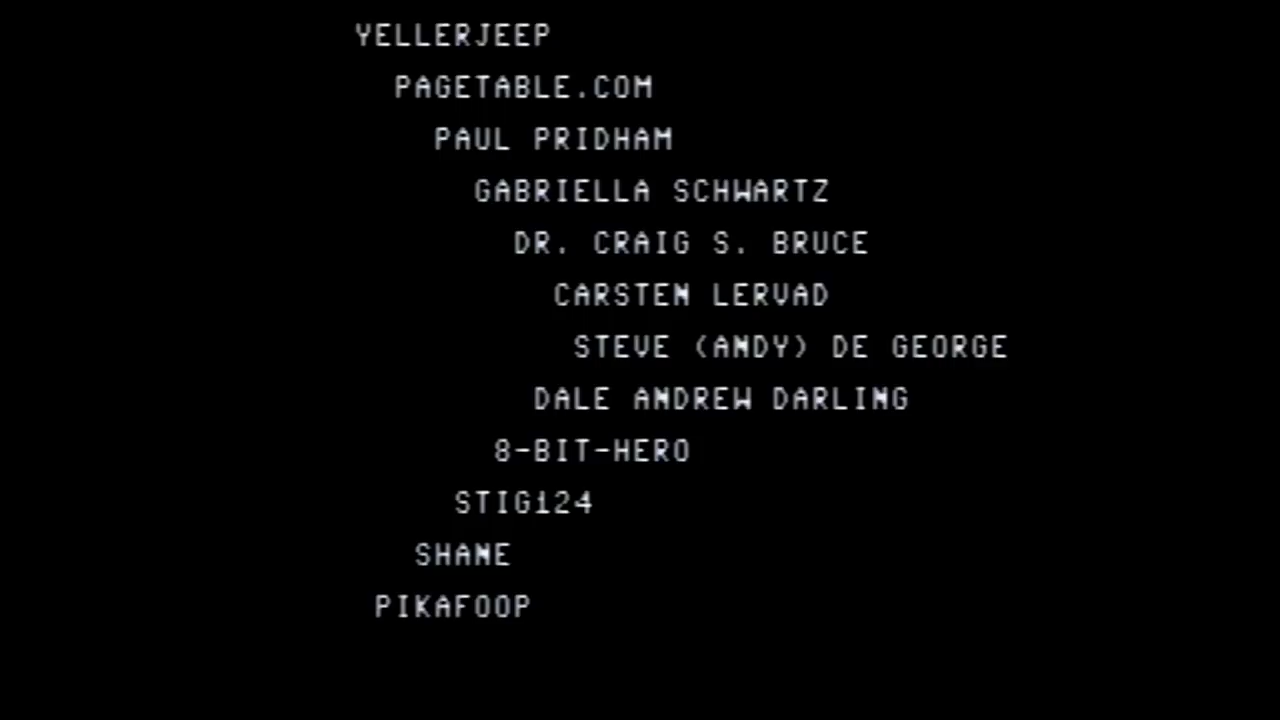 YELLERJEEP
PAGETABLE.COM
PAUL PRIDHAM
GABRIELLA SCHWARTZ
DR. CRAIG S. BRUCE
CARSTEN LERVAD
STEVE (ANDY) DE GEORGE
DALE ANDREW DARLING
8-BIT-HERO
STIG124
SHANE
PIKAFOOP